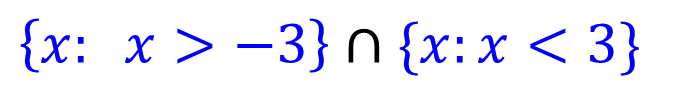 {x: x > −3} ∩ {x: x < 3}